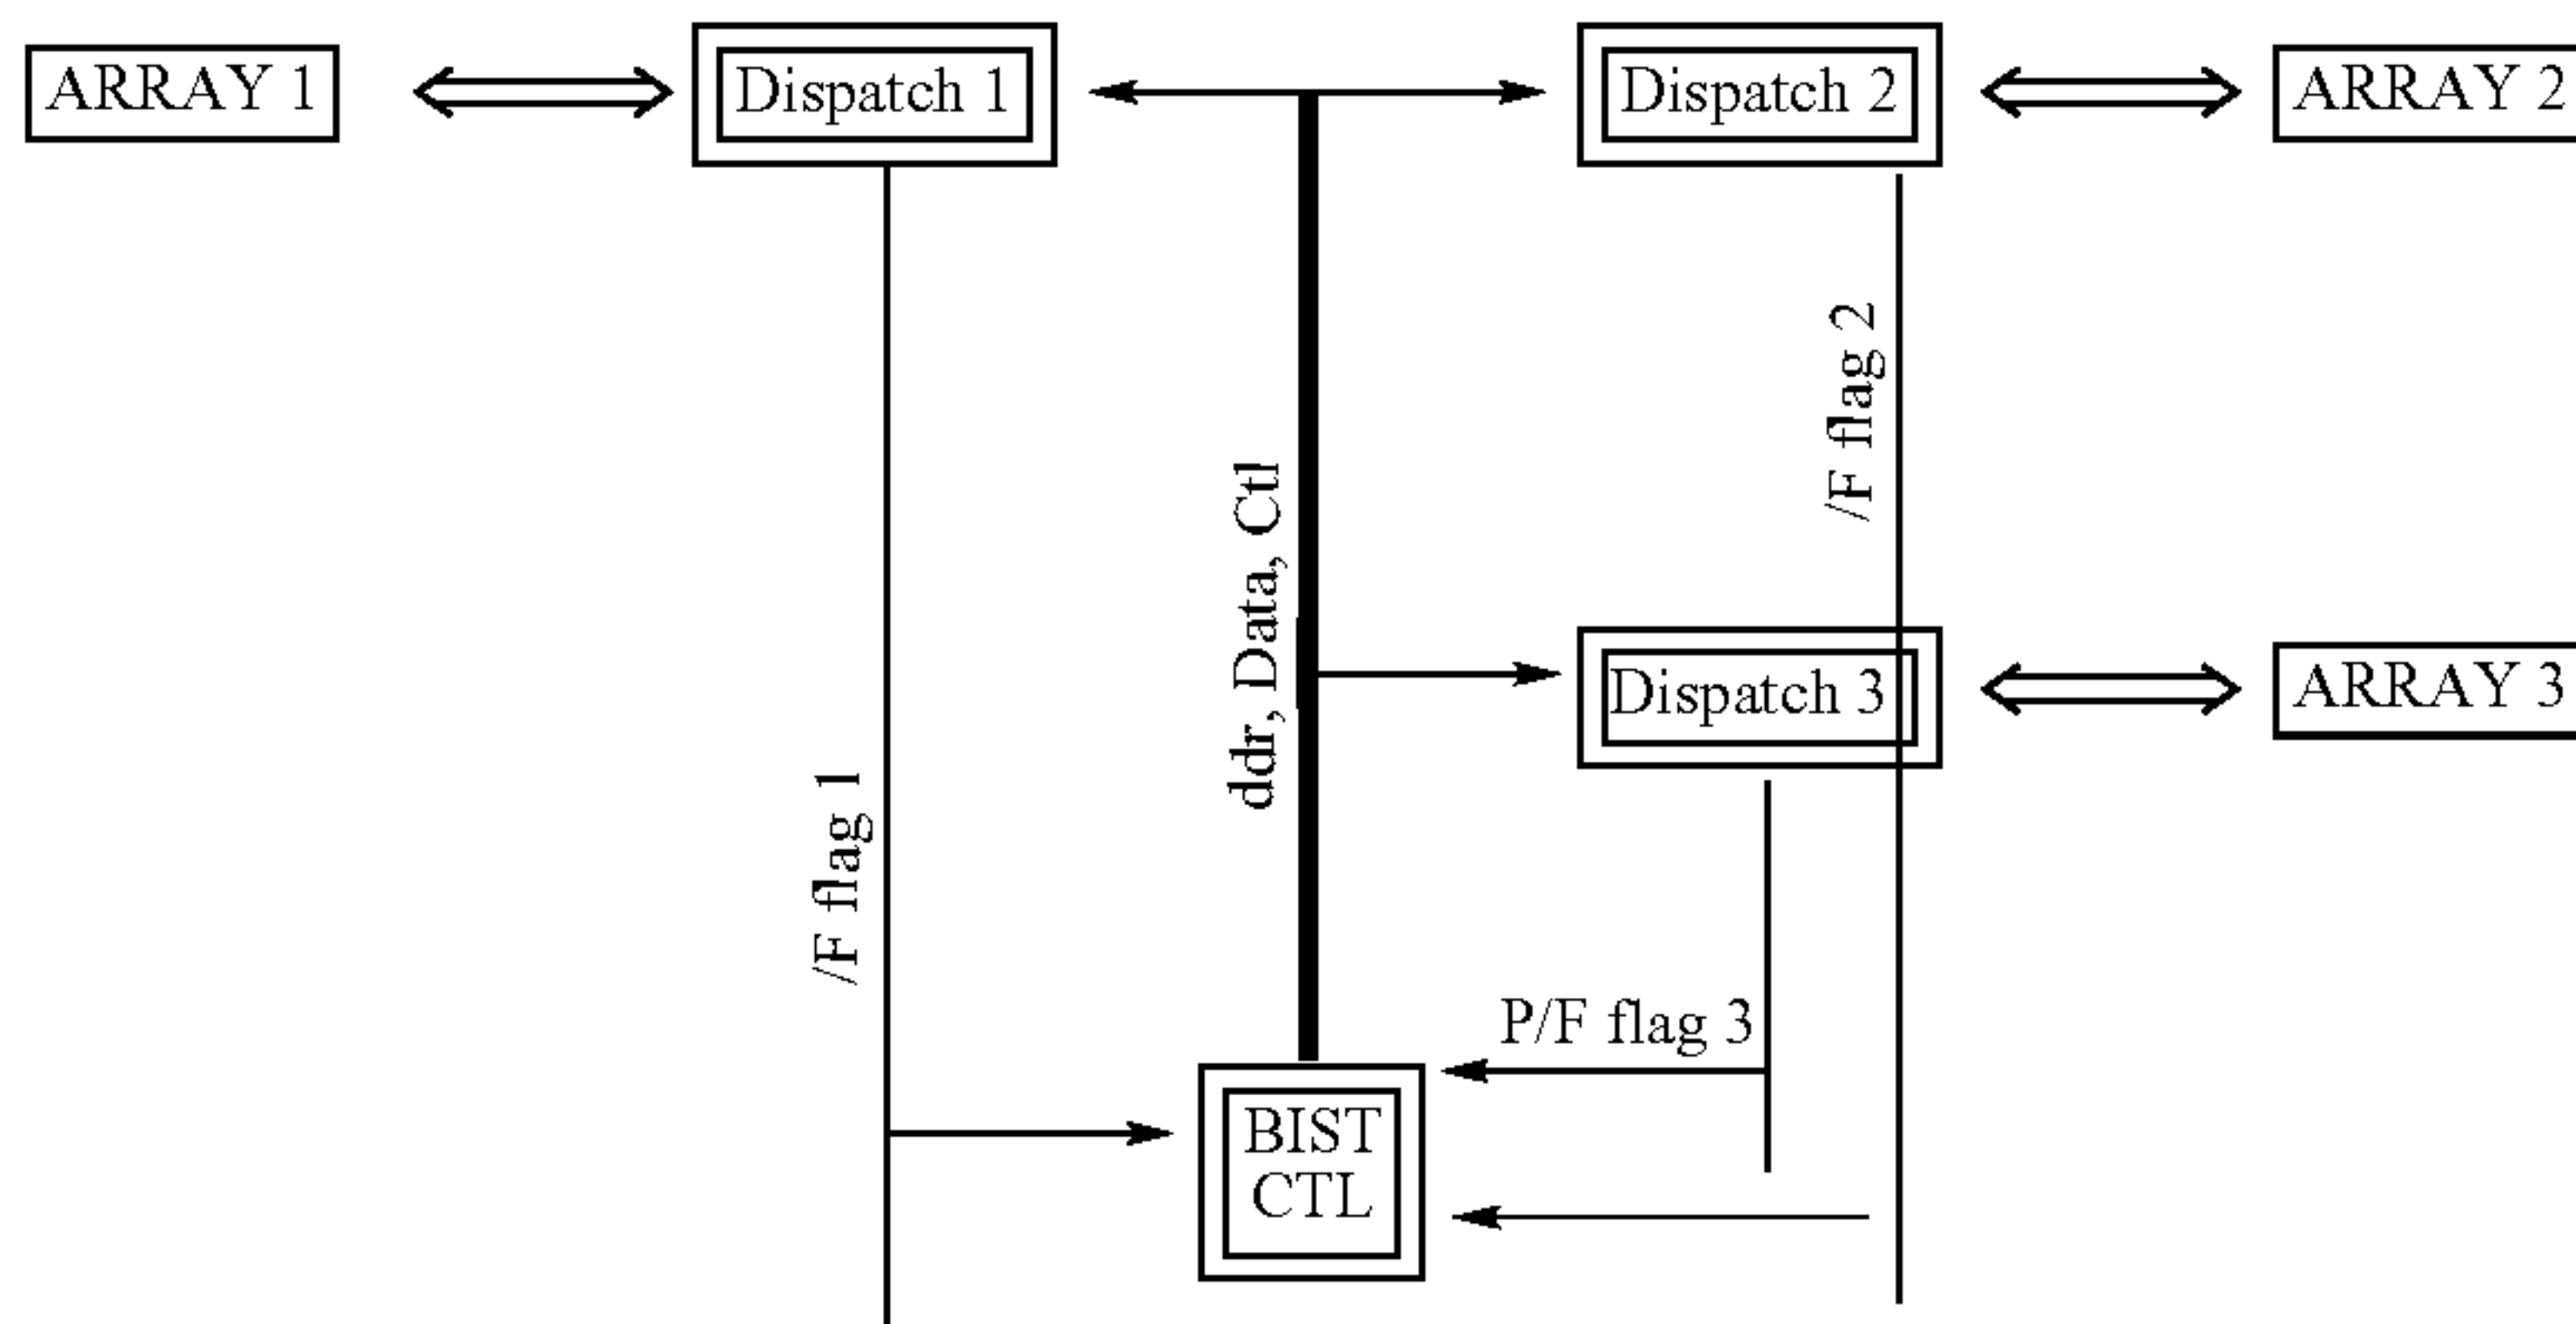 ARRAY 1
Dispatch 1
Dispatch 2
ARRAY 2
/F flag 2
ddr, Data, Ctl
Dispatch 3
ARRAY 3
/F flag 1
P/F flag 3
BIST
CTL